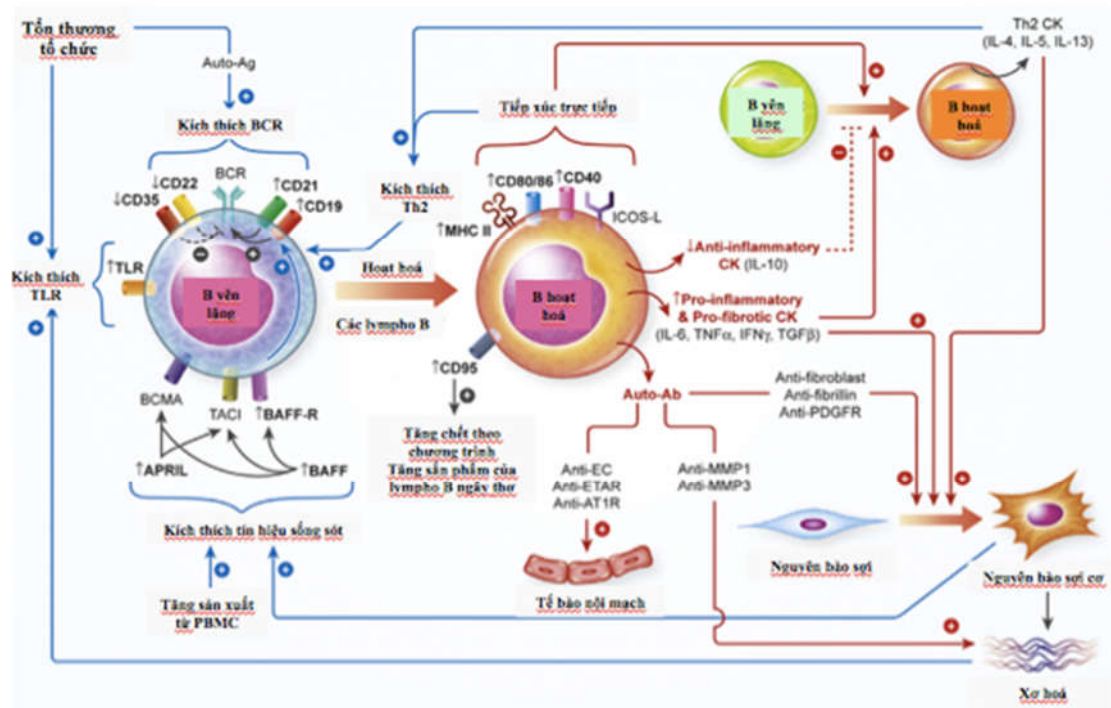 Tổn thương
tổ chức
Auto-Ag
Kích thích BCR
BCR
↓CD22
↓CD35
↑CD21
↑CD19
Kích thích
TLR
↑TLR
B yên
lặng
BCMA
TACI
↑BAFF-R
↑APRIL
↑BAFF
Kích thích tín hiệu sống sót
Tăng sản xuất
từ PBMC
Kích thích
Th2
Hoạt hoá
Các lympho B
Tiếp xúc trực tiếp
↑CD80/86
↑CD40
↑MHC II
ICOS-L
B hoạt
hoá
↑CD95
Tăng chết theo
chương trình
Tăng sản phẩm của
lympho B ngây thơ
Th2 CK
(IL-4, IL-5, IL-13)
B yên
lặng
B hoạt
hoá
↓Anti-inflammatory
CK (IL-10)
↑Pro-inflammatory
& Pro-fibrotic CK
(IL-6, TNFα, IFNγ, TGFβ)
Auto-Ab
Anti-fibroblast
Anti-fibrillin
Anti-PDGFR
Anti-EC
Anti-ETAR
Anti-AT1R
Anti-MMP1
Anti-MMP3
Tế bào nội mạch
Nguyên bào sợi
Nguyên bào sợi cơ
Xơ hoá